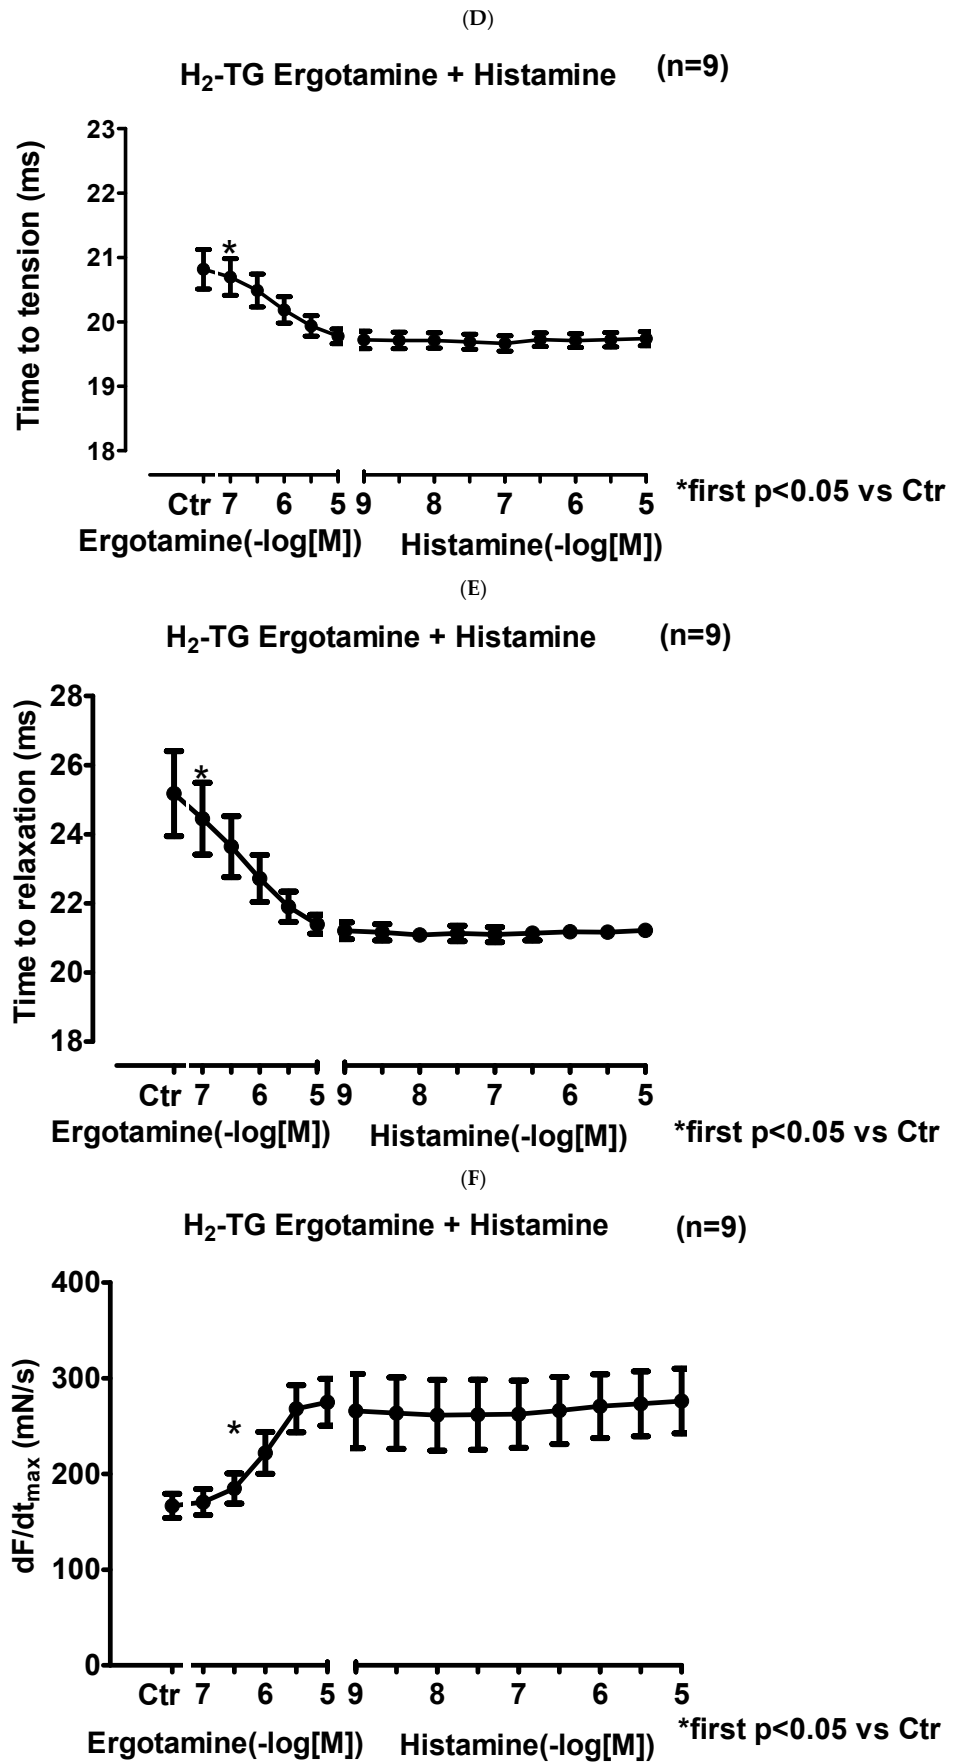 (D)
H₂-TG Ergotamine + Histamine (n=9)
Time to tension (ms)
23
22
21
20
19
18
*
Ctr 7 6 5 9 8 7 6 5
*first p<0.05 vs Ctr
Ergotamine(-log[M]) Histamine(-log[M])
(E)
H₂-TG Ergotamine + Histamine (n=9)
Time to relaxation (ms)
28
26
24
22
20
18
*
Ctr 7 6 5 9 8 7 6 5
Ergotamine(-log[M]) Histamine(-log[M]) *first p<0.05 vs Ctr
(F)
H₂-TG Ergotamine + Histamine (n=9)
dF/dtmax (mN/s)
400
300
200
100
0
*
Ctr 7 6 5 9 8 7 6 5
Ergotamine(-log[M]) Histamine(-log[M]) *first p<0.05 vs Ctr